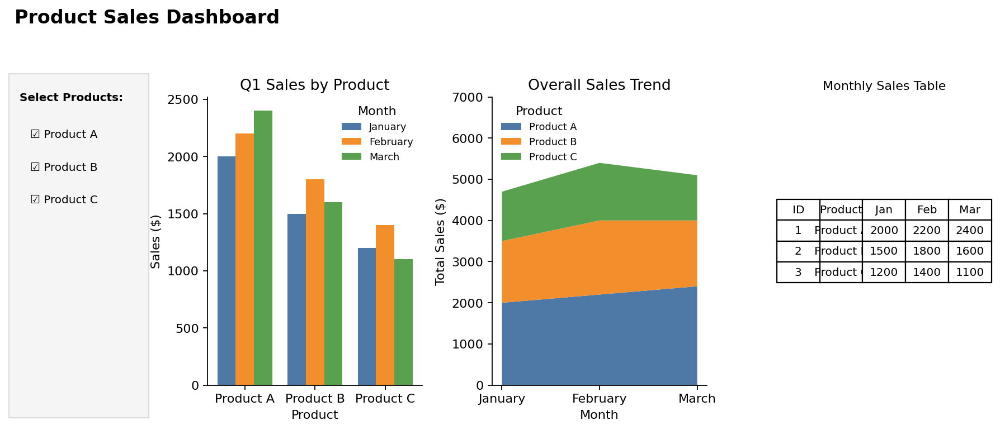 Product Sales Dashboard
Select Products:
☑ Product A
☑ Product B
☑ Product C
Q1 Sales by Product
Sales ($)
2500
2000
1500
1000
500
0
Month
January
February
March
Product A Product B Product C
Product
Overall Sales Trend
Total Sales ($)
7000
6000
5000
4000
3000
2000
1000
0
Product
Product A
Product B
Product C
January February March
Month
Monthly Sales Table
ID Product Jan Feb Mar
1 Product A 2000 2200 2400
2 Product 1500 1800 1600
3 Product 1200 1400 1100